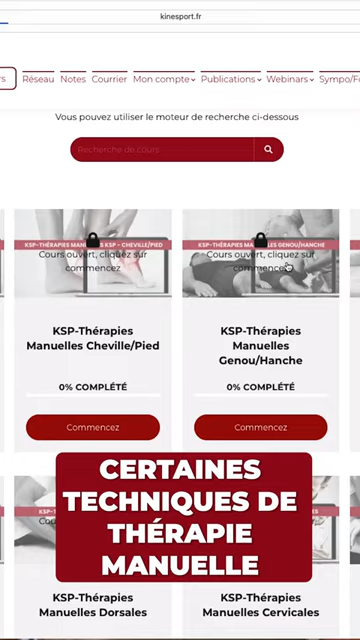 kinesport.fr
rs Réseau Notes Courrier Mon compte Publications Webinars Sympo/Fo
Vous pouvez utiliser le moteur de recherche ci-dessous
Recherche de cours
KSP-THÉRAPIES MANUELLES KSP - CHEVILLE/PIED
Cours ouvert, cliquez sur
commencez
KSP-THÉRAPIES MANUELLES GENOU/HANCHE
Cours ouvert, cliquez sur
commencez
KSP-Thérapies
Manuelles Cheville/Pied
0% COMPLÉTÉ
Commencez
KSP-Thérapies
Manuelles
Genou/Hanche
0% COMPLÉTÉ
Commencez
CERTAINES
TECHNIQUES DE
THÉRAPIE
MANUELLE
KSP-Thérapies
Manuelles Dorsales
KSP-Thérapies
Manuelles Cervicales